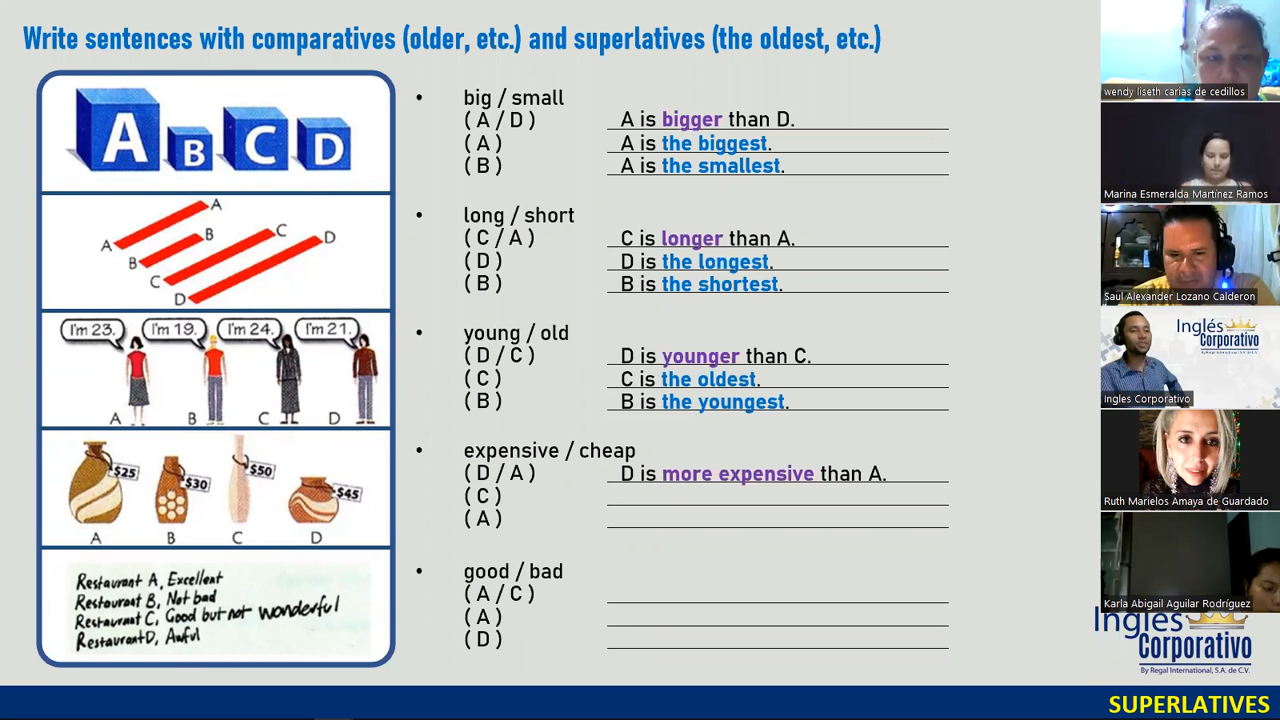 Write sentences with comparatives (older, etc.) and superlatives (the oldest, etc.)
A B C D
A
A
B
B
C
C
D
D
I'm 23. I'm 19. I'm 24. I'm 21.
A B C D
$25 $30 $50 $45
A B C D
Restaurant A, Excellent
Restaurant B, Not bad
Restaurant C, Good but not wonderful
Restaurant D, Awful
• big / small
( A / D ) A is bigger than D.
( A ) A is the biggest.
( B ) A is the smallest.
• long / short
( C / A ) C is longer than A.
( D ) D is the longest.
( B ) B is the shortest.
• young / old
( D / C ) D is younger than C.
( C ) C is the oldest.
( B ) B is the youngest.
• expensive / cheap
( D / A ) D is more expensive than A.
( C )
( A )
• good / bad
( A / C )
( A )
( D )
wendy liseth carias de cedillos
Marina Esmeralda Martinez Ramos
Saul Alexander Lozano Calderon
Inglés
Corporativo
By Regal International, S.A. de C.V.
Ingles Corporativo
Ruth Marielos Amaya de Guardado
Karla Abigail Aguilar Rodríguez
Inglés
Corporativo
By Regal International, S.A. de C.V.
SUPERLATIVES